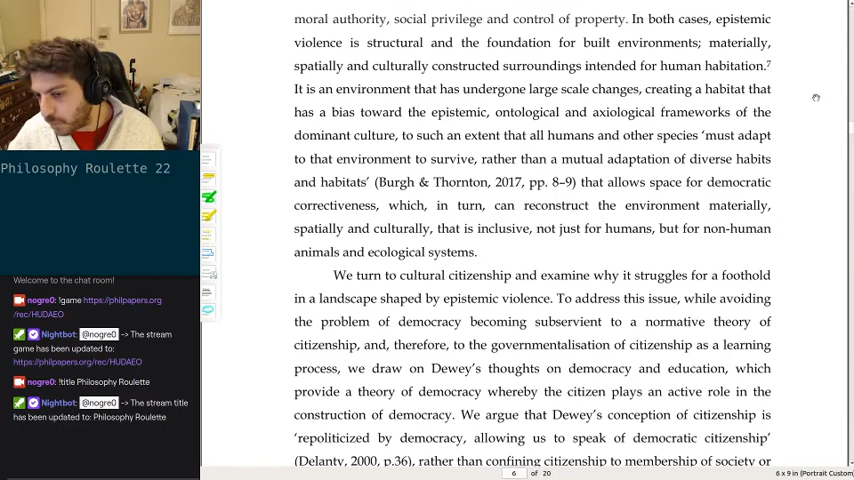 moral authority, social privilege and control of property. In both cases, epistemic
violence is structural and the foundation for built environments; materially,
spatially and culturally constructed surroundings intended for human habitation.7
It is an environment that has undergone large scale changes, creating a habitat that
has a bias toward the epistemic, ontological and axiological frameworks of the
dominant culture, to such an extent that all humans and other species ‘must adapt
to that environment to survive, rather than a mutual adaptation of diverse habits
and habitats’ (Burgh & Thornton, 2017, pp. 8–9) that allows space for democratic
correctiveness, which, in turn, can reconstruct the environment materially,
spatially and culturally, that is inclusive, not just for humans, but for non-human
animals and ecological systems.
We turn to cultural citizenship and examine why it struggles for a foothold
in a landscape shaped by epistemic violence. To address this issue, while avoiding
the problem of democracy becoming subservient to a normative theory of
citizenship, and, therefore, to the governmentalisation of citizenship as a learning
process, we draw on Dewey’s thoughts on democracy and education, which
provide a theory of democracy whereby the citizen plays an active role in the
construction of democracy. We argue that Dewey’s conception of citizenship is
‘repoliticized by democracy, allowing us to speak of democratic citizenship’
(Delanty, 2000, p.36), rather than confining citizenship to membership of society or
6 of 20
6 x 9 in (Portrait Custom
Philosophy Roulette 22
Welcome to the chat room!
nogre0: !game https://philpapers.org
/rec/HUDAEO
Nightbot: @nogre0 -> The stream
game has been updated to:
https://philpapers.org/rec/HUDAEO
nogre0: !title Philosophy Roulette
Nightbot: @nogre0 -> The stream title
has been updated to: Philosophy Roulette